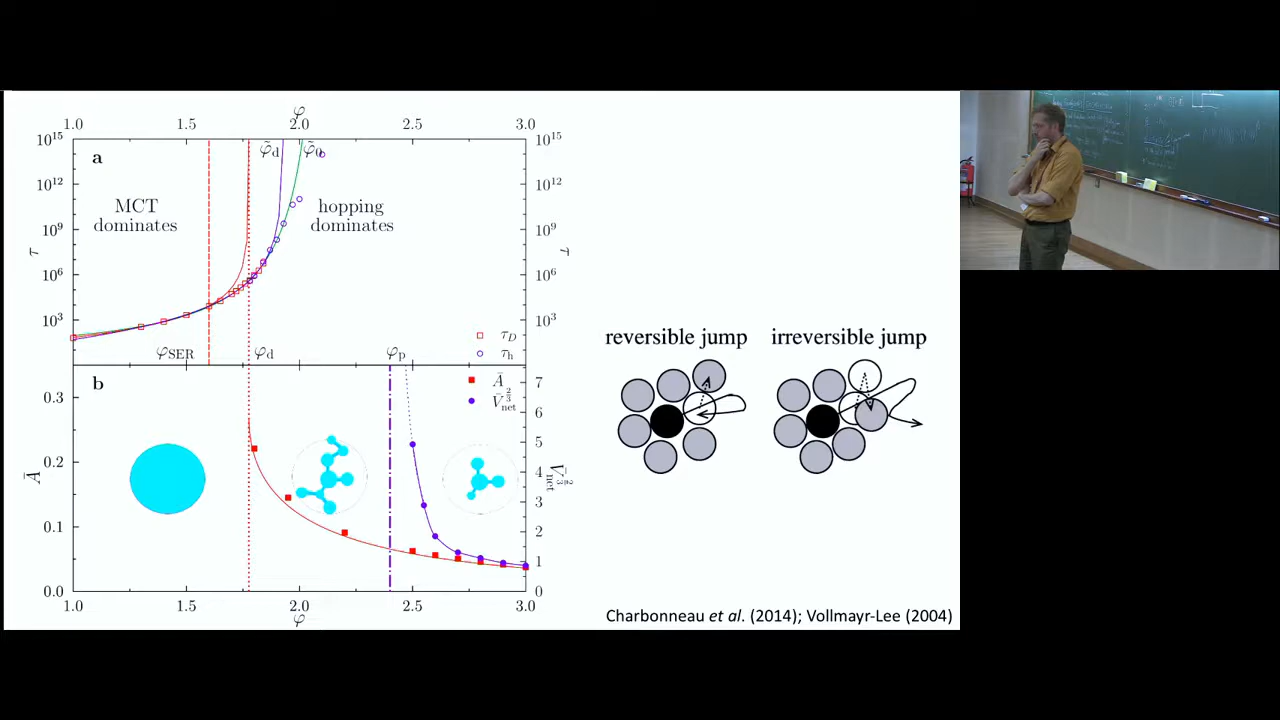 φ
1.0 1.5 2.0 2.5 3.0
a
10¹⁵
10¹²
10⁹
10⁶
10³
τ
MCT
dominates
φ̃d φ̃0
hopping
dominates
φSER
φd
φp
τD
τh
10¹⁵
10¹²
10⁹
10⁶
10³
τ
b
0.3
0.2
0.1
0.0
Ā
Ā
V̄net^{2/3}
7
6
5
4
3
2
1
0
V̄net^{2/3}
1.0 1.5 2.0 2.5 3.0
φ
reversible jump
irreversible jump
Charbonneau et al. (2014); Vollmayr-Lee (2004)